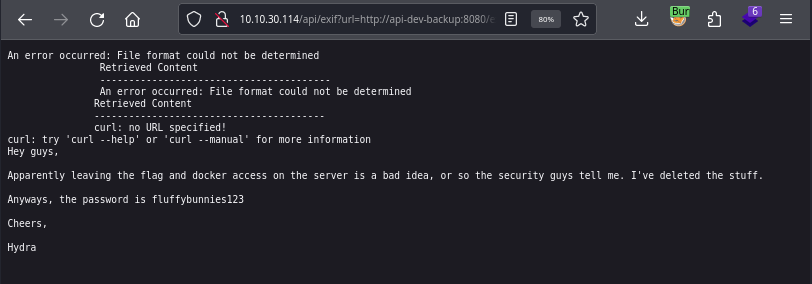 10.10.30.114/api/exif?url=http://api-dev-backup:8080/e
80%
Bur
6
An error occurred: File format could not be determined
Retrieved Content
----------------------------------------
An error occurred: File format could not be determined
Retrieved Content
----------------------------------------
curl: no URL specified!
curl: try 'curl --help' or 'curl --manual' for more information
Hey guys,
Apparently leaving the flag and docker access on the server is a bad idea, or so the security guys tell me. I've deleted the stuff.
Anyways, the password is fluffybunnies123
Cheers,
Hydra